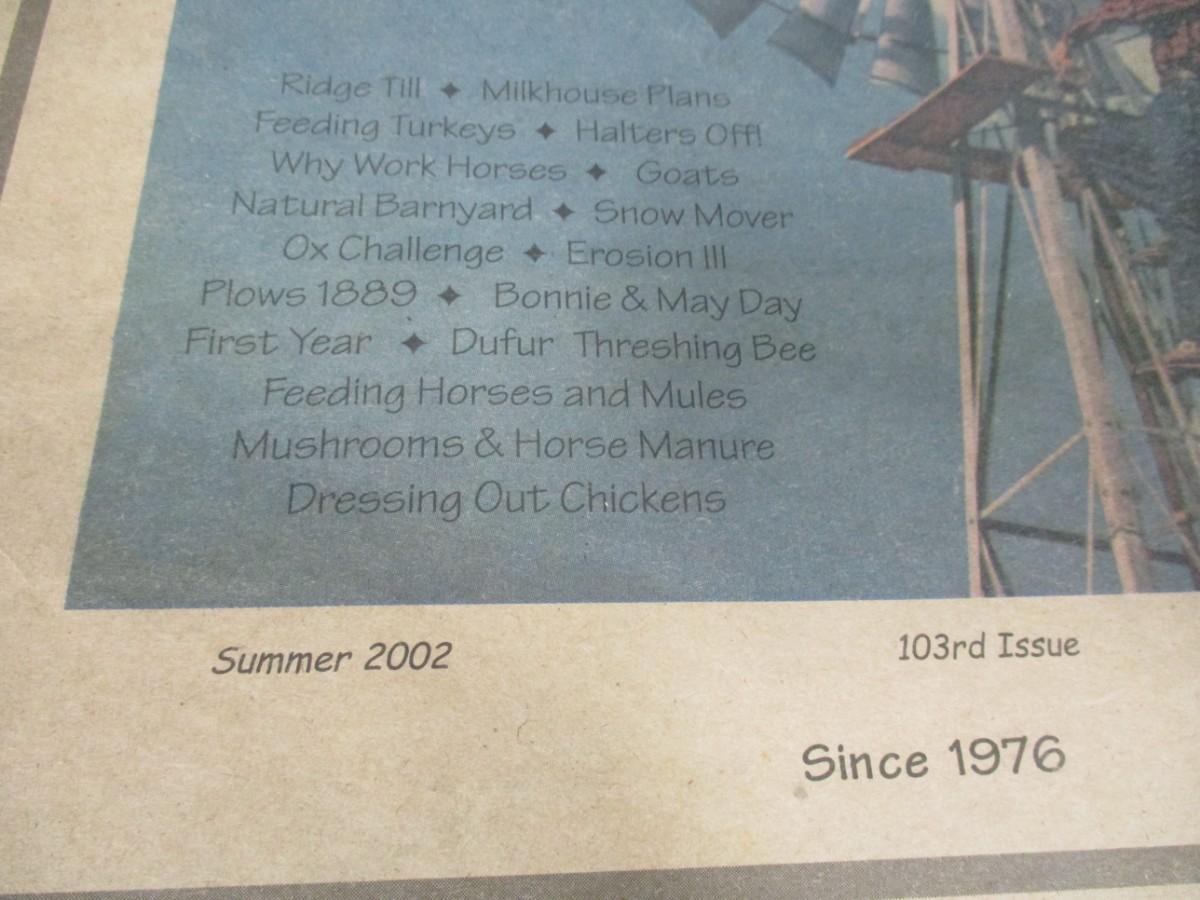 Ridge Till ✦ Milkhouse Plans
Feeding Turkeys ✦ Halters Off!
Why Work Horses ✦ Goats
Natural Barnyard ✦ Snow Mover
Ox Challenge ✦ Erosion III
Plows 1889 ✦ Bonnie & May Day
First Year ✦ Dufur Threshing Bee
Feeding Horses and Mules
Mushrooms & Horse Manure
Dressing Out Chickens
Summer 2002 103rd Issue
Since 1976